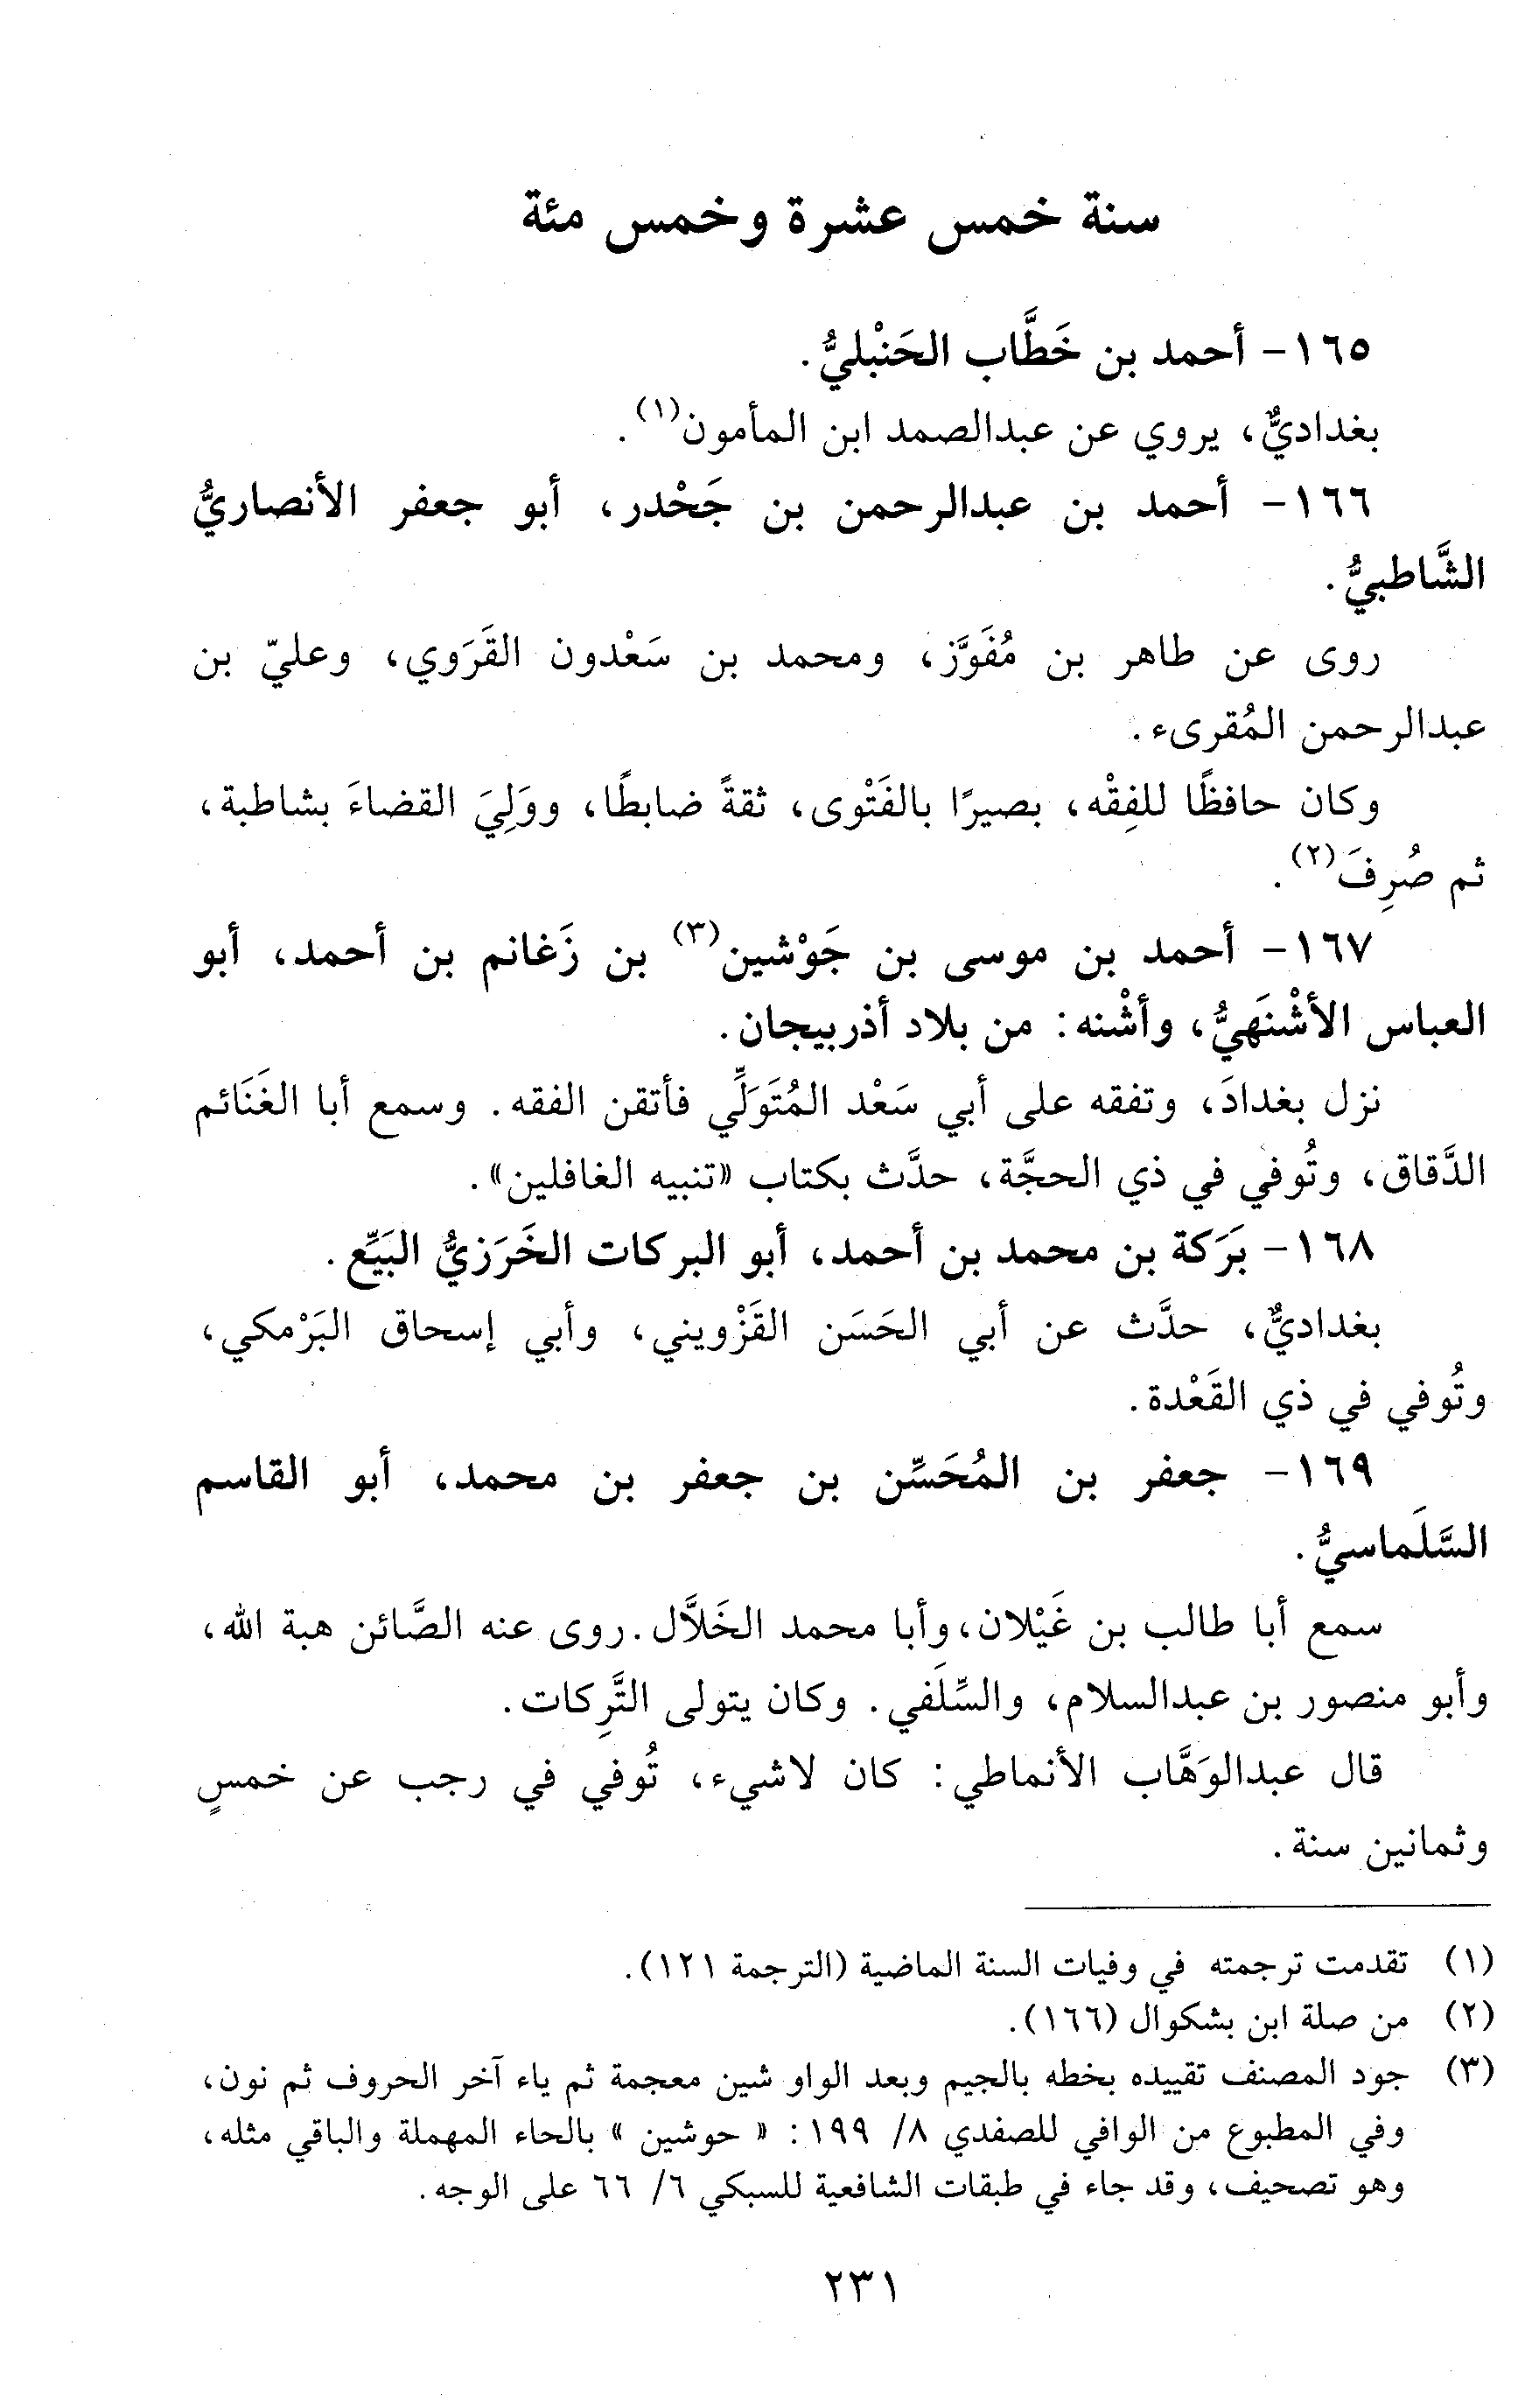 سنة خمس عشرة وخمس مئة
١٦٥- أحمد بن خَطَّاب الحَنْبليُّ.
بغداديٌّ، يروي عن عبدالصمد ابن المأمون(١).
١٦٦- أحمد بن عبدالرحمن بن جَحْدر، أبو جعفر الأنصاريُّ
الشَّاطبيُّ.
روى عن طاهر بن مُفَوَّز، ومحمد بن سَعْدون القَرَوي، وعليّ بن
عبدالرحمن المُقرىء.
وكان حافظًا للفِقْه، بصيرًا بالفَتْوى، ثقةً ضابطًا، ووَلِيَ القضاءَ بشاطبة،
ثم صُرِفَ(٢).
١٦٧- أحمد بن موسى بن جَوْشين(٣) بن زَغانم بن أحمد، أبو
العباس الأشْنَهيُّ، وأشْنه: من بلاد أذربيجان.
نزل بغدادَ، وتفقه على أبي سَعْد المُتَوَلِّي فأتقن الفقه. وسمع أبا الغَنَائم
الدَّقاق، وتُوفي في ذي الحجَّة، حدَّث بكتاب «تنبيه الغافلين».
١٦٨- بَرَكة بن محمد بن أحمد، أبو البركات الخَرَزيُّ البَيِّع.
بغداديٌّ، حدَّث عن أبي الحَسَن القَزْويني، وأبي إسحاق البَرْمكي،
وتُوفي في ذي القَعْدة.
١٦٩- جعفر بن المُحَسِّن بن جعفر بن محمد، أبو القاسم
السَّلَماسيُّ.
سمع أبا طالب بن غَيْلان، وأبا محمد الخَلاَّل. روى عنه الصَّائن هبة الله،
وأبو منصور بن عبدالسلام، والسِّلَفي. وكان يتولى التَّرِكات.
قال عبدالوَهَّاب الأنماطي: كان لاشيء، تُوفي في رجب عن خمسٍ
وثمانين سنة.
(١) تقدمت ترجمته في وفيات السنة الماضية (الترجمة ١٢١).
(٢) من صلة ابن بشكوال (١٦٦).
(٣) جود المصنف تقييده بخطه بالجيم وبعد الواو شين معجمة ثم ياء آخر الحروف ثم نون،
وفي المطبوع من الوافي للصفدي ٨/ ١٩٩: « حوشين » بالحاء المهملة والباقي مثله،
وهو تصحيف، وقد جاء في طبقات الشافعية للسبكي ٦/ ٦٦ على الوجه.
٢٣١